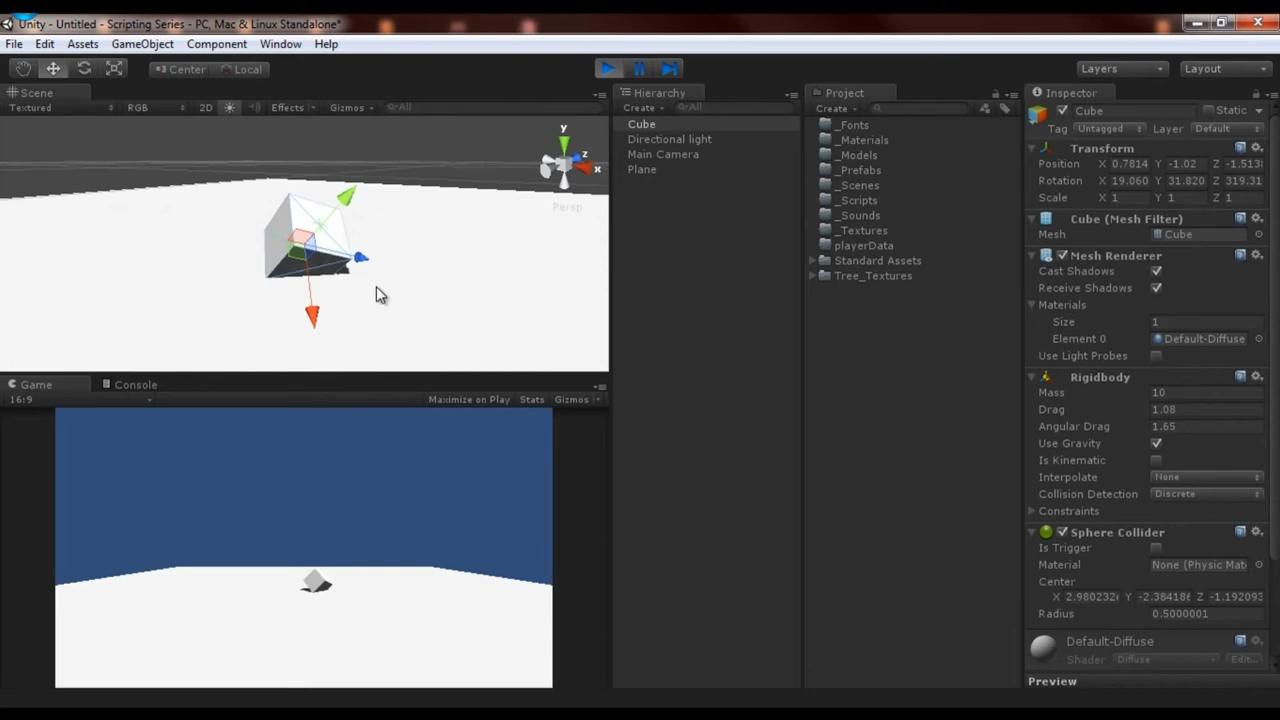 Unity - Untitled - Scripting Series - PC, Mac & Linux Standalone*
File Edit Assets GameObject Component Window Help
Center Local
Layers Layout
Scene
Textured RGB 2D Effects Gizmos All
y
z
x
Persp
Game Console
16:9 Maximize on Play Stats Gizmos
Hierarchy
Create All
Cube
Directional light
Main Camera
Plane
Project
Create
_Fonts
_Materials
_Models
_Prefabs
_Scenes
_Scripts
_Sounds
_Textures
playerData
Standard Assets
Tree_Textures
Inspector
Cube Static
Tag Untagged Layer Default
Transform
Position X 0.7814 Y -1.02 Z -1.513
Rotation X 19.060 Y 31.820 Z 319.31
Scale X 1 Y 1 Z 1
Cube (Mesh Filter)
Mesh Cube
Mesh Renderer
Cast Shadows
Receive Shadows
Materials
Size 1
Element 0 Default-Diffuse
Use Light Probes
Rigidbody
Mass 10
Drag 1.08
Angular Drag 1.65
Use Gravity
Is Kinematic
Interpolate None
Collision Detection Discrete
Constraints
Sphere Collider
Is Trigger
Material None (Physic Mat
Center
X 2.980232 Y -2.38418 Z -1.192093
Radius 0.5000001
Default-Diffuse
Shader Diffuse Edit...
Preview